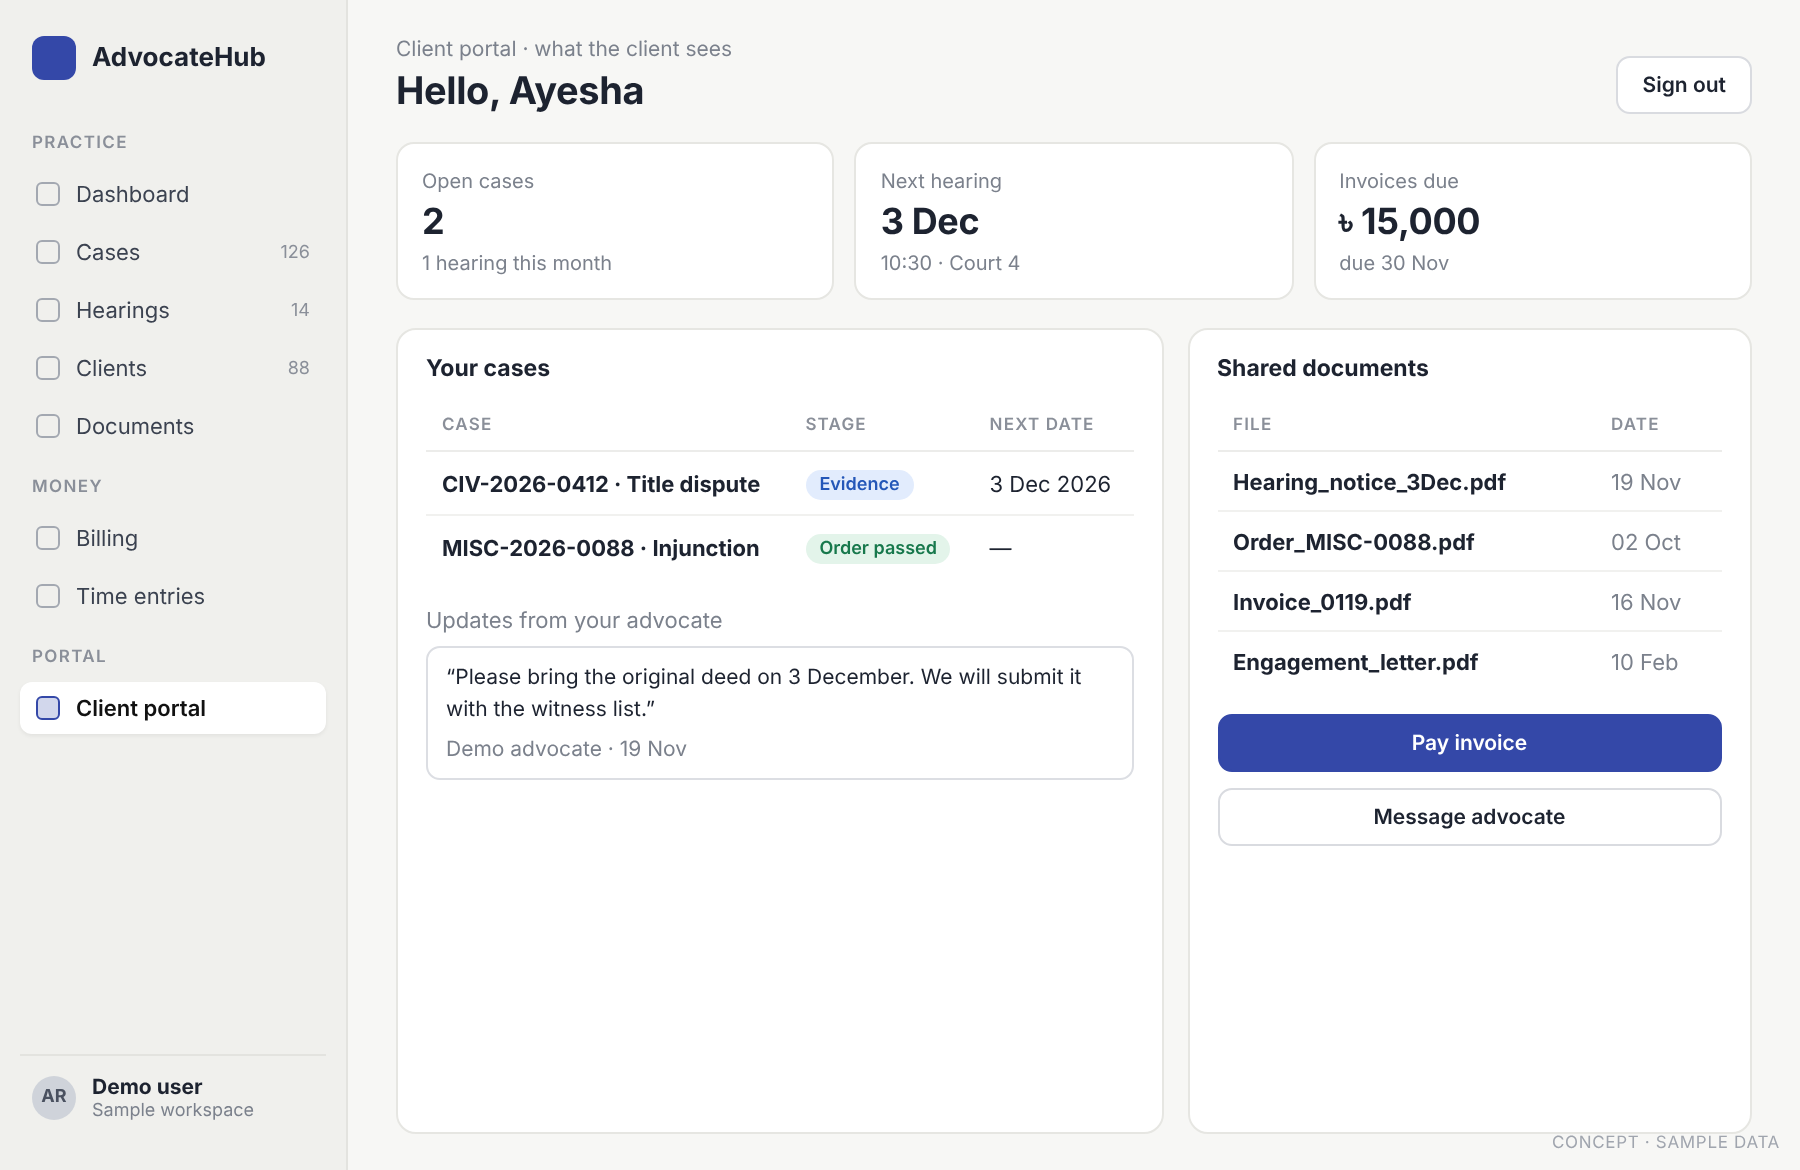 AdvocateHub
PRACTICE
Dashboard
Cases 126
Hearings 14
Clients 88
Documents
MONEY
Billing
Time entries
PORTAL
Client portal
AR
Demo user
Sample workspace
Client portal · what the client sees
Hello, Ayesha
Sign out
Open cases
2
1 hearing this month
Next hearing
3 Dec
10:30 · Court 4
Invoices due
৳ 15,000
due 30 Nov
Your cases
CASE STAGE NEXT DATE
CIV-2026-0412 · Title dispute Evidence 3 Dec 2026
MISC-2026-0088 · Injunction Order passed —
Updates from your advocate
“Please bring the original deed on 3 December. We will submit it
with the witness list.”
Demo advocate · 19 Nov
Shared documents
FILE DATE
Hearing_notice_3Dec.pdf 19 Nov
Order_MISC-0088.pdf 02 Oct
Invoice_0119.pdf 16 Nov
Engagement_letter.pdf 10 Feb
Pay invoice
Message advocate
CONCEPT · SAMPLE DATA